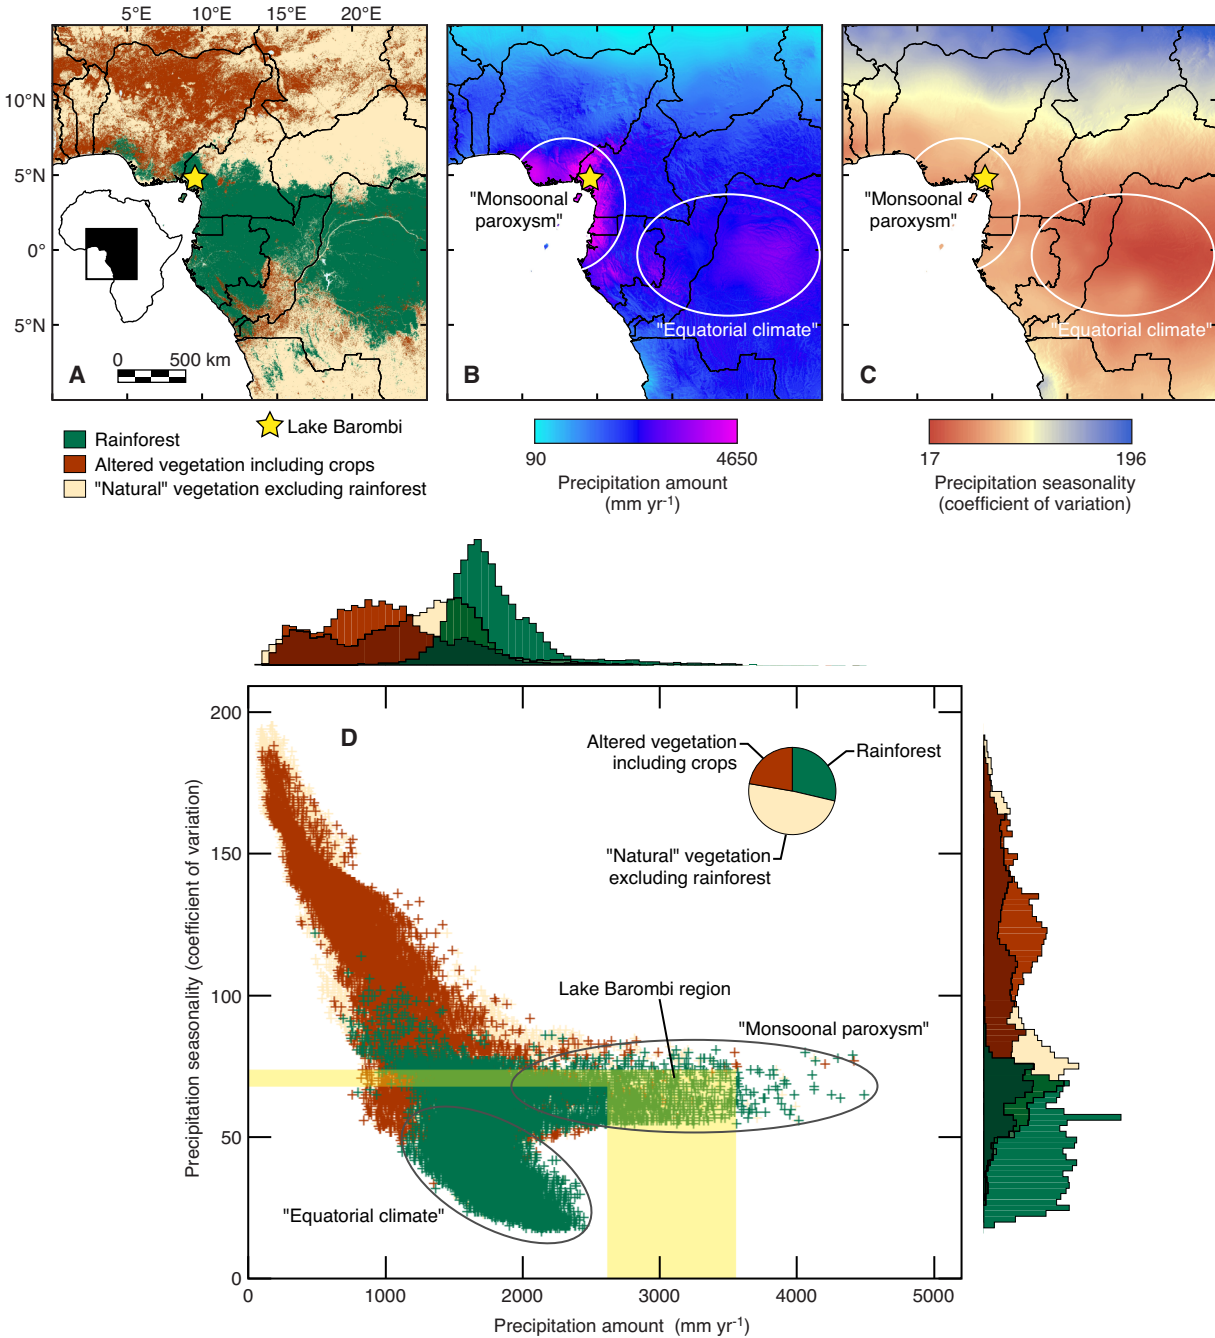 5°E 10°E 15°E 20°E
10°N
5°N
0°
5°N
0 500 km
A
"Monsoonal
paroxysm"
"Equatorial climate"
B
"Monsoonal
paroxysm"
"Equatorial climate"
C
Lake Barombi
Rainforest
Altered vegetation including crops
"Natural" vegetation excluding rainforest
90 4650
Precipitation amount
(mm yr-1)
17 196
Precipitation seasonality
(coefficient of variation)
D
Altered vegetation
including crops
Rainforest
"Natural" vegetation
excluding rainforest
Lake Barombi region
"Monsoonal paroxysm"
"Equatorial climate"
200
150
100
50
0
Precipitation seasonality (coefficient of variation)
0 1000 2000 3000 4000 5000
Precipitation amount (mm yr-1)